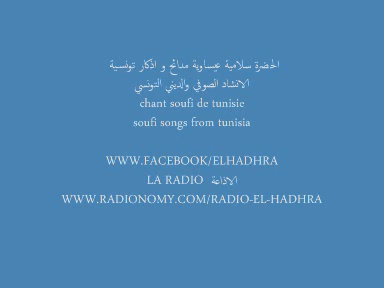 الحضرة سلامية عيساوية مدائح و اذكار تونسية
الانشاد الصوفي والديني التونسي
chant soufi de tunisie
soufi songs from tunisia
WWW.FACEBOOK/ELHADHRA
LA RADIO الاذاعة
WWW.RADIONOMY.COM/RADIO-EL-HADHRA